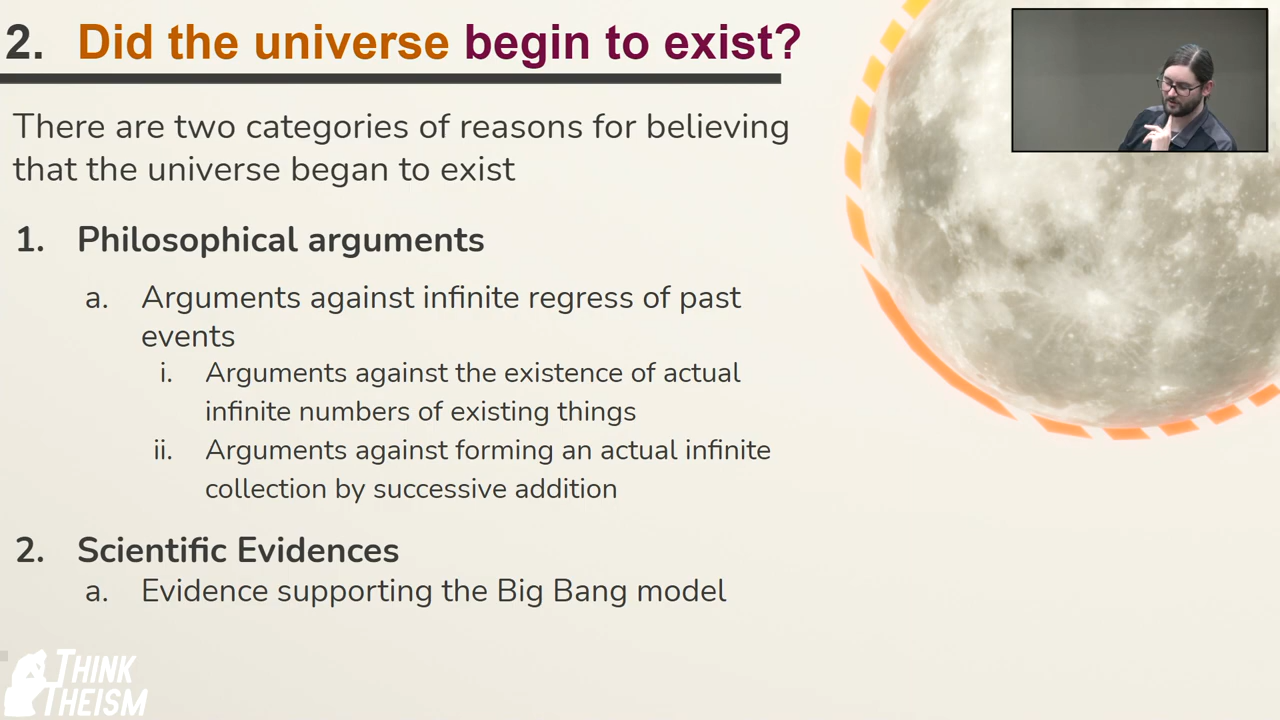 2. Did the universe begin to exist?
There are two categories of reasons for believing
that the universe began to exist
1. Philosophical arguments
a. Arguments against infinite regress of past
events
i. Arguments against the existence of actual
infinite numbers of existing things
ii. Arguments against forming an actual infinite
collection by successive addition
2. Scientific Evidences
a. Evidence supporting the Big Bang model
THINK
THEISM